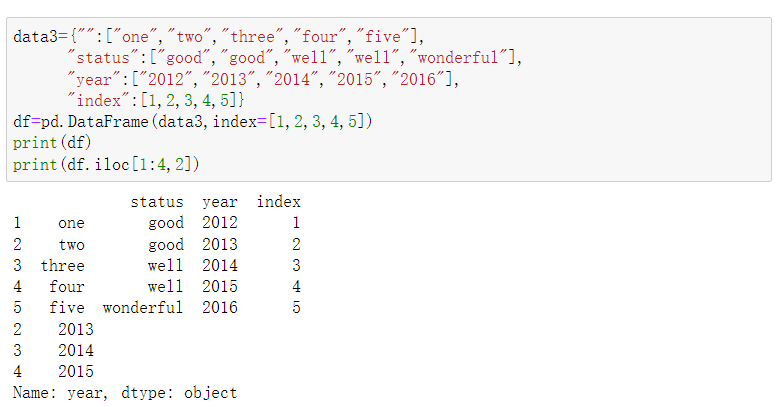 data3={"":["one","two","three","four","five"],
"status":["good","good","well","well","wonderful"],
"year":["2012","2013","2014","2015","2016"],
"index":[1,2,3,4,5]}
df=pd.DataFrame(data3,index=[1,2,3,4,5])
print(df)
print(df.iloc[1:4,2])
status year index
1 one good 2012 1
2 two good 2013 2
3 three well 2014 3
4 four well 2015 4
5 five wonderful 2016 5
2 2013
3 2014
4 2015
Name: year, dtype: object